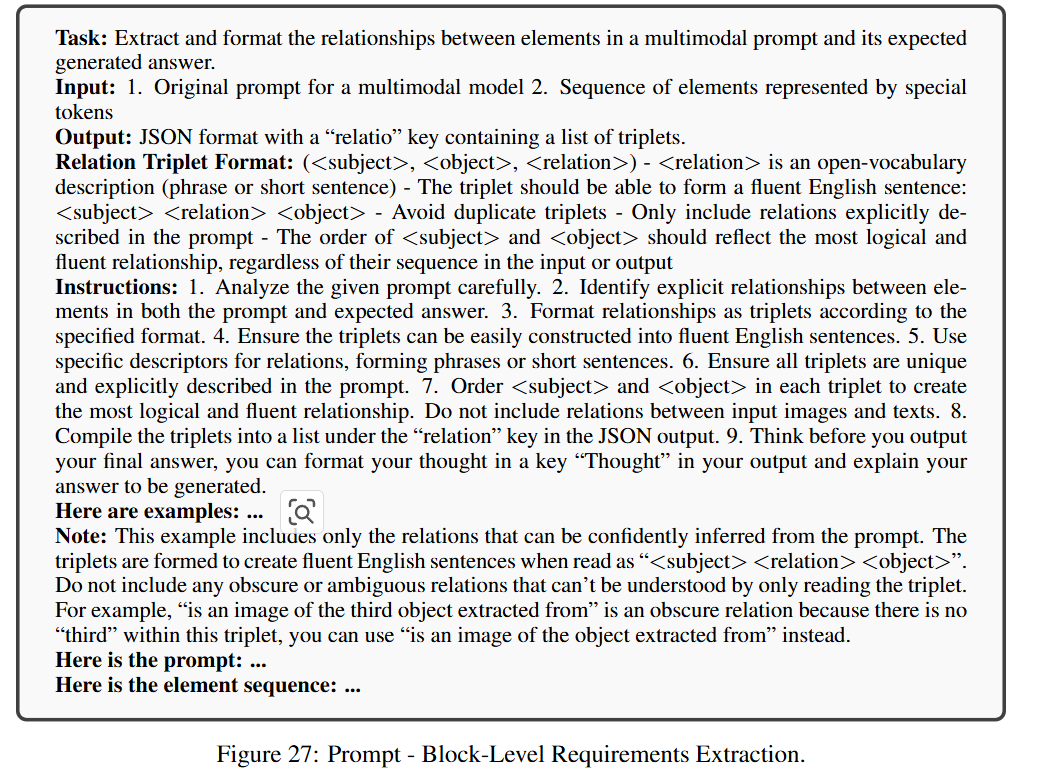 Task: Extract and format the relationships between elements in a multimodal prompt and its expected
generated answer.
Input: 1. Original prompt for a multimodal model 2. Sequence of elements represented by special
tokens
Output: JSON format with a “relatio” key containing a list of triplets.
Relation Triplet Format: (<subject>, <object>, <relation>) - <relation> is an open-vocabulary
description (phrase or short sentence) - The triplet should be able to form a fluent English sentence:
<subject> <relation> <object> - Avoid duplicate triplets - Only include relations explicitly de-
scribed in the prompt - The order of <subject> and <object> should reflect the most logical and
fluent relationship, regardless of their sequence in the input or output
Instructions: 1. Analyze the given prompt carefully. 2. Identify explicit relationships between ele-
ments in both the prompt and expected answer. 3. Format relationships as triplets according to the
specified format. 4. Ensure the triplets can be easily constructed into fluent English sentences. 5. Use
specific descriptors for relations, forming phrases or short sentences. 6. Ensure all triplets are unique
and explicitly described in the prompt. 7. Order <subject> and <object> in each triplet to create
the most logical and fluent relationship. Do not include relations between input images and texts. 8.
Compile the triplets into a list under the “relation” key in the JSON output. 9. Think before you output
your final answer, you can format your thought in a key “Thought” in your output and explain your
answer to be generated.
Here are examples: ...
Note: This example includes only the relations that can be confidently inferred from the prompt. The
triplets are formed to create fluent English sentences when read as “<subject> <relation> <object>”.
Do not include any obscure or ambiguous relations that can’t be understood by only reading the triplet.
For example, “is an image of the third object extracted from” is an obscure relation because there is no
“third” within this triplet, you can use “is an image of the object extracted from” instead.
Here is the prompt: ...
Here is the element sequence: ...
Figure 27: Prompt - Block-Level Requirements Extraction.